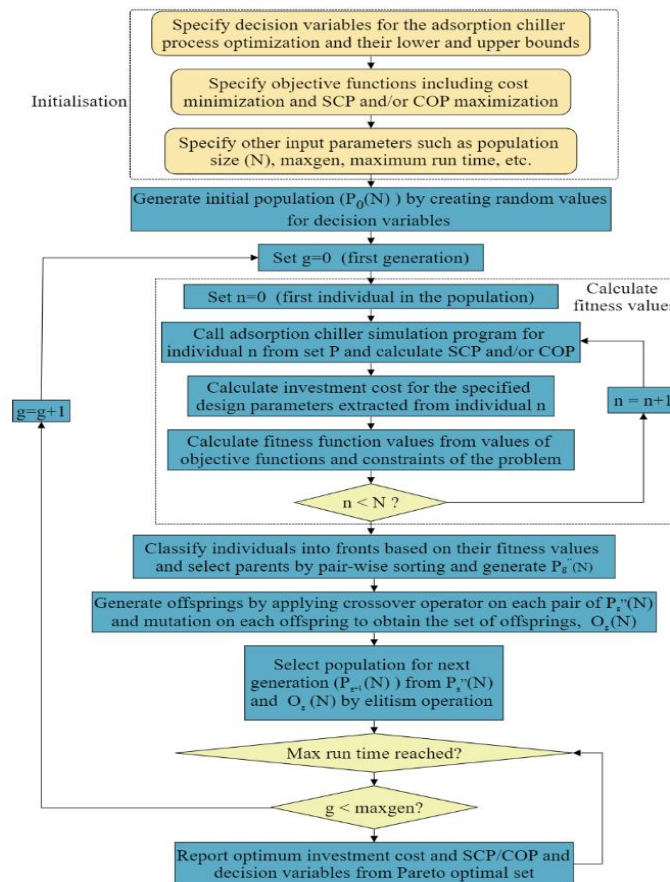 Specify decision variables for the adsorption chiller
process optimization and their lower and upper bounds
Initialisation
Specify objective functions including cost
minimization and SCP and/or COP maximization
Specify other input parameters such as population
size (N), maxgen, maximum run time, etc.
Generate initial population (P₀(N) ) by creating random values
for decision variables
Set g=0 (first generation)
Calculate
fitness values
Set n=0 (first individual in the population)
Call adsorption chiller simulation program for
individual n from set P and calculate SCP and/or COP
g=g+1
Calculate investment cost for the specified
design parameters extracted from individual n
n = n+1
Calculate fitness function values from values of
objective functions and constraints of the problem
n < N ?
Classify individuals into fronts based on their fitness values
and select parents by pair-wise sorting and generate P_g''(N)
Generate offsprings by applying crossover operator on each pair of P_g''(N)
and mutation on each offspring to obtain the set of offsprings, O_g(N)
Select population for next
generation (P_g+1(N) ) from P_g''(N)
and O_g (N) by elitism operation
Max run time reached?
g < maxgen?
Report optimum investment cost and SCP/COP and
decision variables from Pareto optimal set